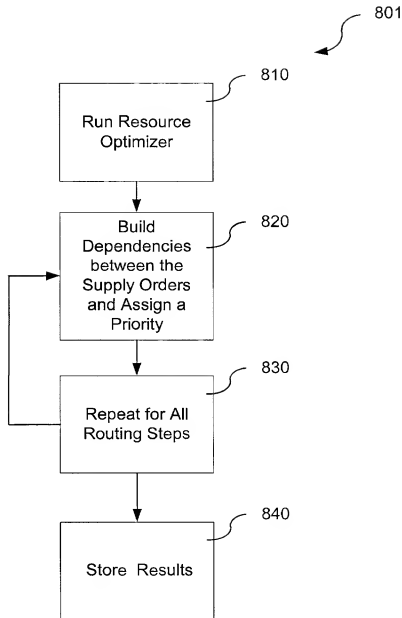 801
810
Run Resource
Optimizer
820
Build
Dependencies
between the
Supply Orders
and Assign a
Priority
830
Repeat for All
Routing Steps
840
Store Results